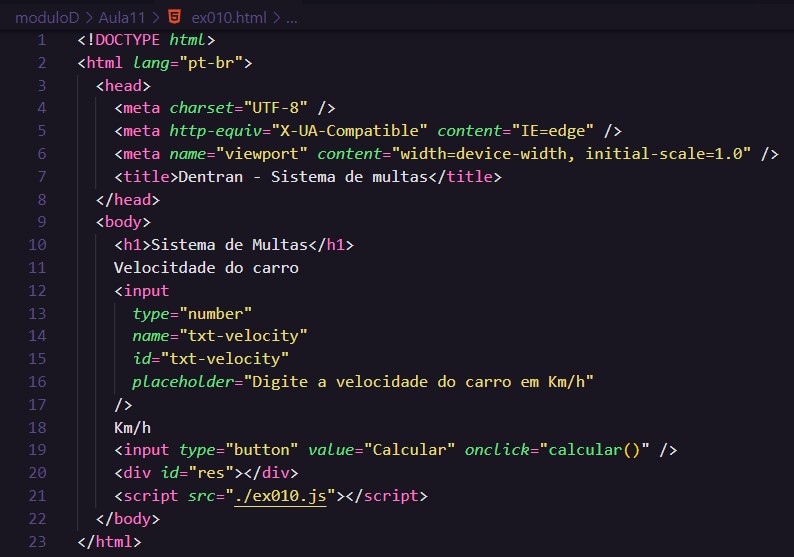 moduloD > Aula11 > ex010.html > ...
1 <!DOCTYPE html>
2 <html lang="pt-br">
3 <head>
4 <meta charset="UTF-8" />
5 <meta http-equiv="X-UA-Compatible" content="IE=edge" />
6 <meta name="viewport" content="width=device-width, initial-scale=1.0" />
7 <title>Dentran - Sistema de multas</title>
8 </head>
9 <body>
10 <h1>Sistema de Multas</h1>
11 Velocitdade do carro
12 <input
13 type="number"
14 name="txt-velocity"
15 id="txt-velocity"
16 placeholder="Digite a velocidade do carro em Km/h"
17 />
18 Km/h
19 <input type="button" value="Calcular" onclick="calcular()" />
20 <div id="res"></div>
21 <script src="./ex010.js"></script>
22 </body>
23 </html>